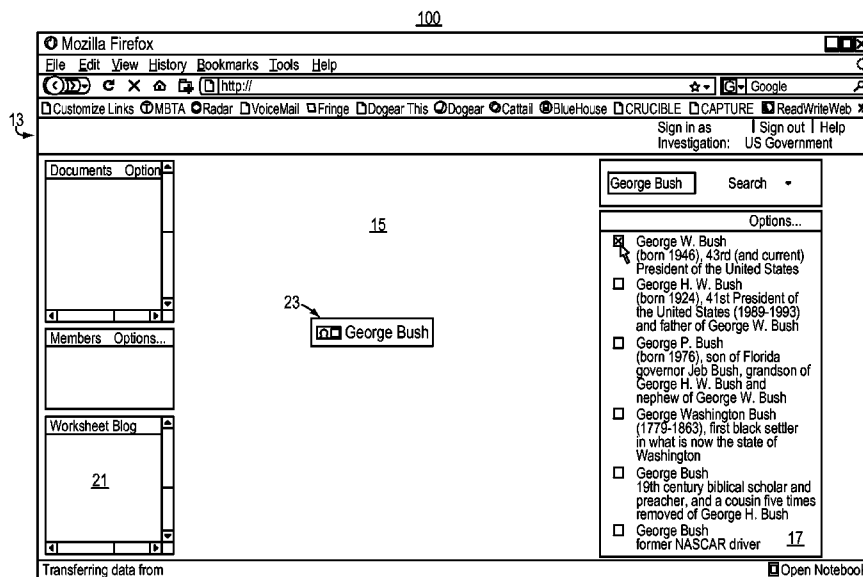 100
Mozilla Firefox
File Edit View History Bookmarks Tools Help
http://
G Google
Customize Links MBTA Radar VoiceMail Fringe Dogear This Dogear Cattail BlueHouse CRUCIBLE CAPTURE ReadWriteWeb
13
Sign in as | Sign out | Help
Investigation: US Government
Documents Option
George Bush Search
15
Options...
George W. Bush
(born 1946), 43rd (and current)
President of the United States
23
George Bush
George H. W. Bush
(born 1924), 41st President of
the United States (1989-1993)
and father of George W. Bush
Members Options...
George P. Bush
(born 1976), son of Florida
governor Jeb Bush, grandson of
George H. W. Bush and
nephew of George W. Bush
Worksheet Blog
21
George Washington Bush
(1779-1863), first black settler
in what is now the state of
Washington
George Bush
19th century biblical scholar and
preacher, and a cousin five times
removed of George H. Bush
George Bush
former NASCAR driver
17
Transferring data from
Open Notebook